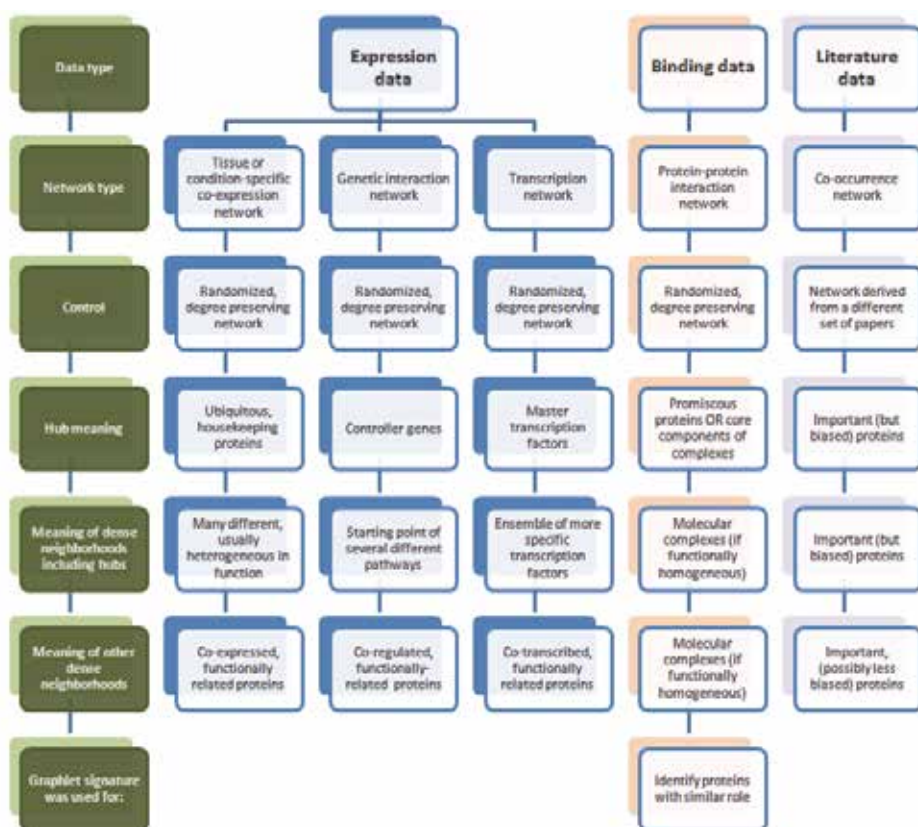 Data type
Expression
data
Binding data
Literature
data
Network type
Tissue or
condition-specific
co-expression
network
Genetic interaction
network
Transcription
network
Protein-protein
interaction
network
Co-occurrence
network
Control
Randomized,
degree preserving
network
Randomized,
degree preserving
network
Randomized,
degree preserving
network
Randomized,
degree preserving
network
Network derived
from a different
set of papers
Hub meaning
Ubiquitous,
housekeeping
proteins
Controller genes
Master
transcription
factors
Promiscous
proteins OR core
components of
complexes
Important (but
biased) proteins
Meaning of dense
neighborhoods
including hubs
Many different,
usually
heterogeneous in
function
Starting point of
several different
pathways
Ensemble of more
specific
transcription
factors
Molecular
complexes (if
functionally
homogeneous)
Important (but
biased) proteins
Meaning of other
dense
neighborhoods
Co-expressed,
functionally
related proteins
Co-regulated,
functionally-
related proteins
Co-transcribed,
functionally
related proteins
Molecular
complexes (if
functionally
homogeneous)
Important,
(possibly less
biased) proteins
Graphlet signature
was used for:
Identify proteins
with similar role